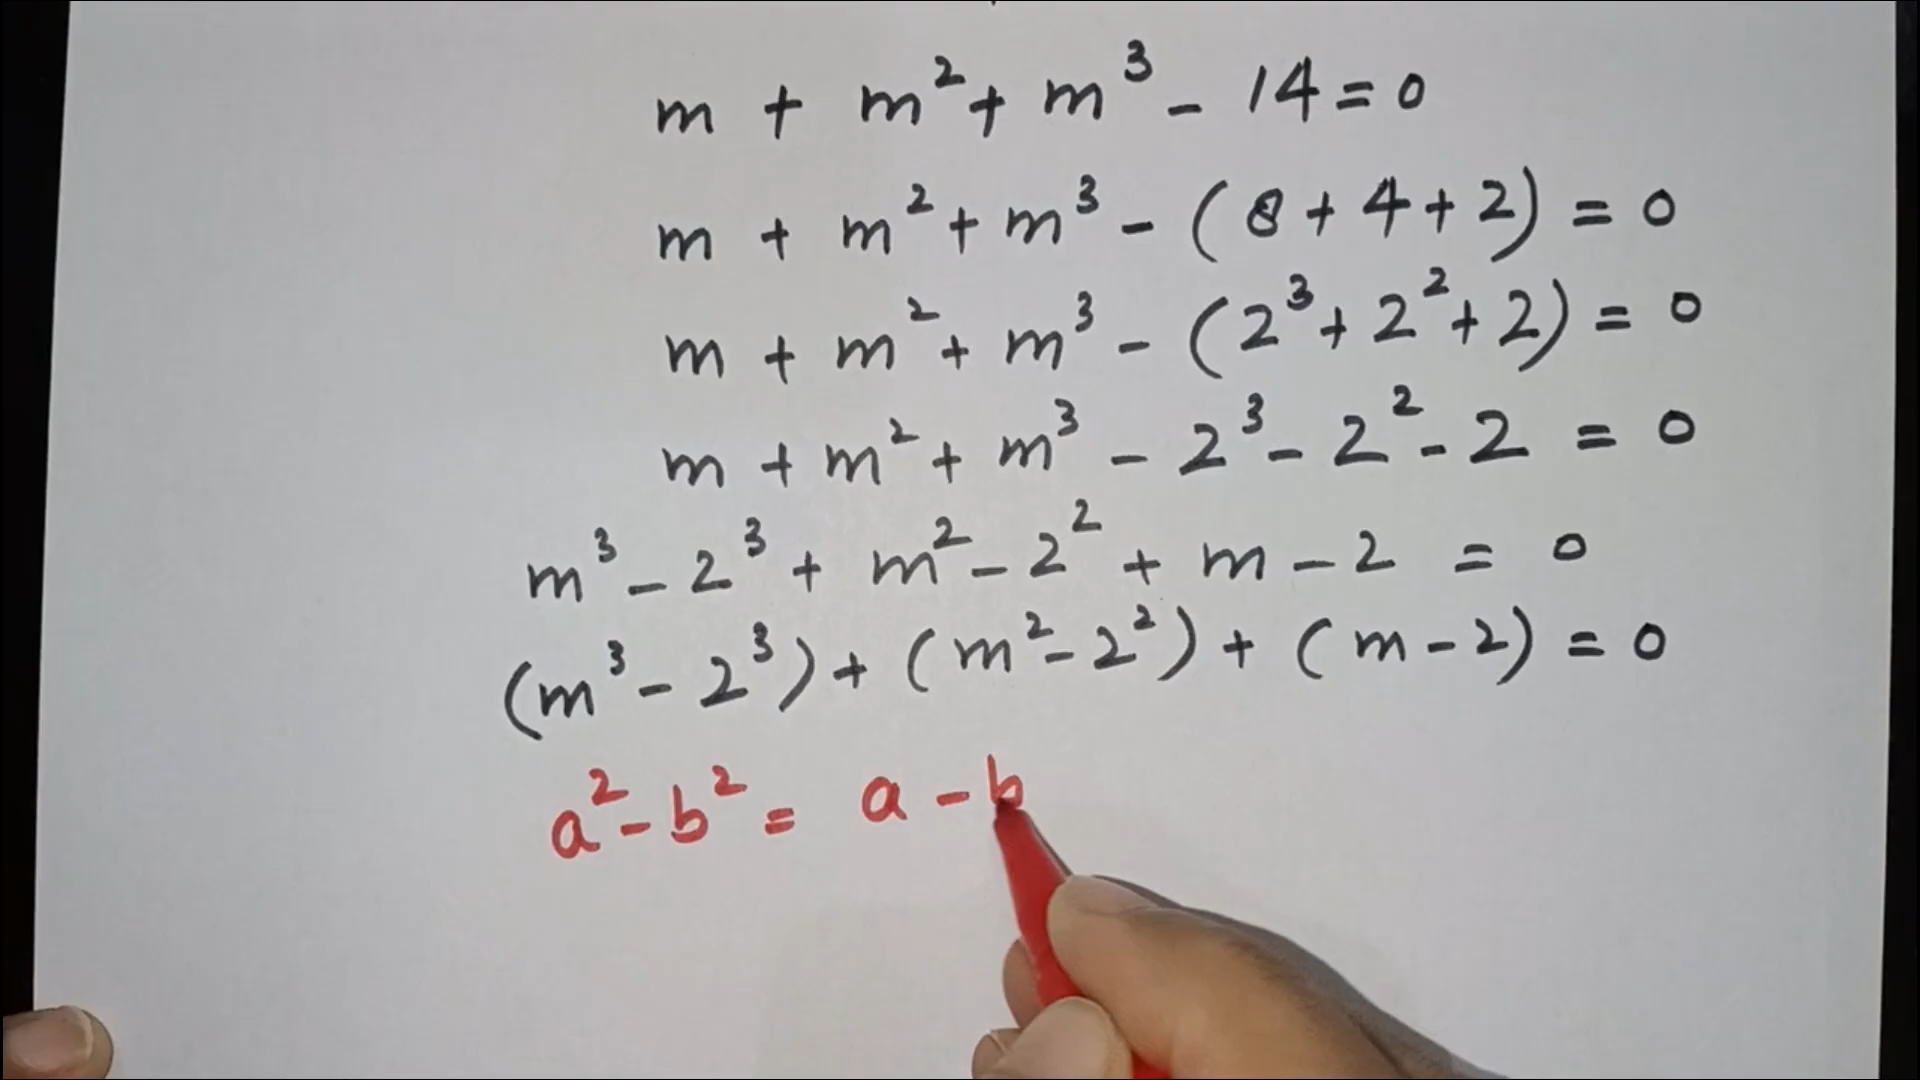 m + m² + m³ - 14 = 0
m + m² + m³ - (8 + 4 + 2) = 0
m + m² + m³ - (2³ + 2² + 2) = 0
m + m² + m³ - 2³ - 2² - 2 = 0
m³ - 2³ + m² - 2² + m - 2 = 0
(m³ - 2³) + (m² - 2²) + (m - 2) = 0
a² - b² = a - b